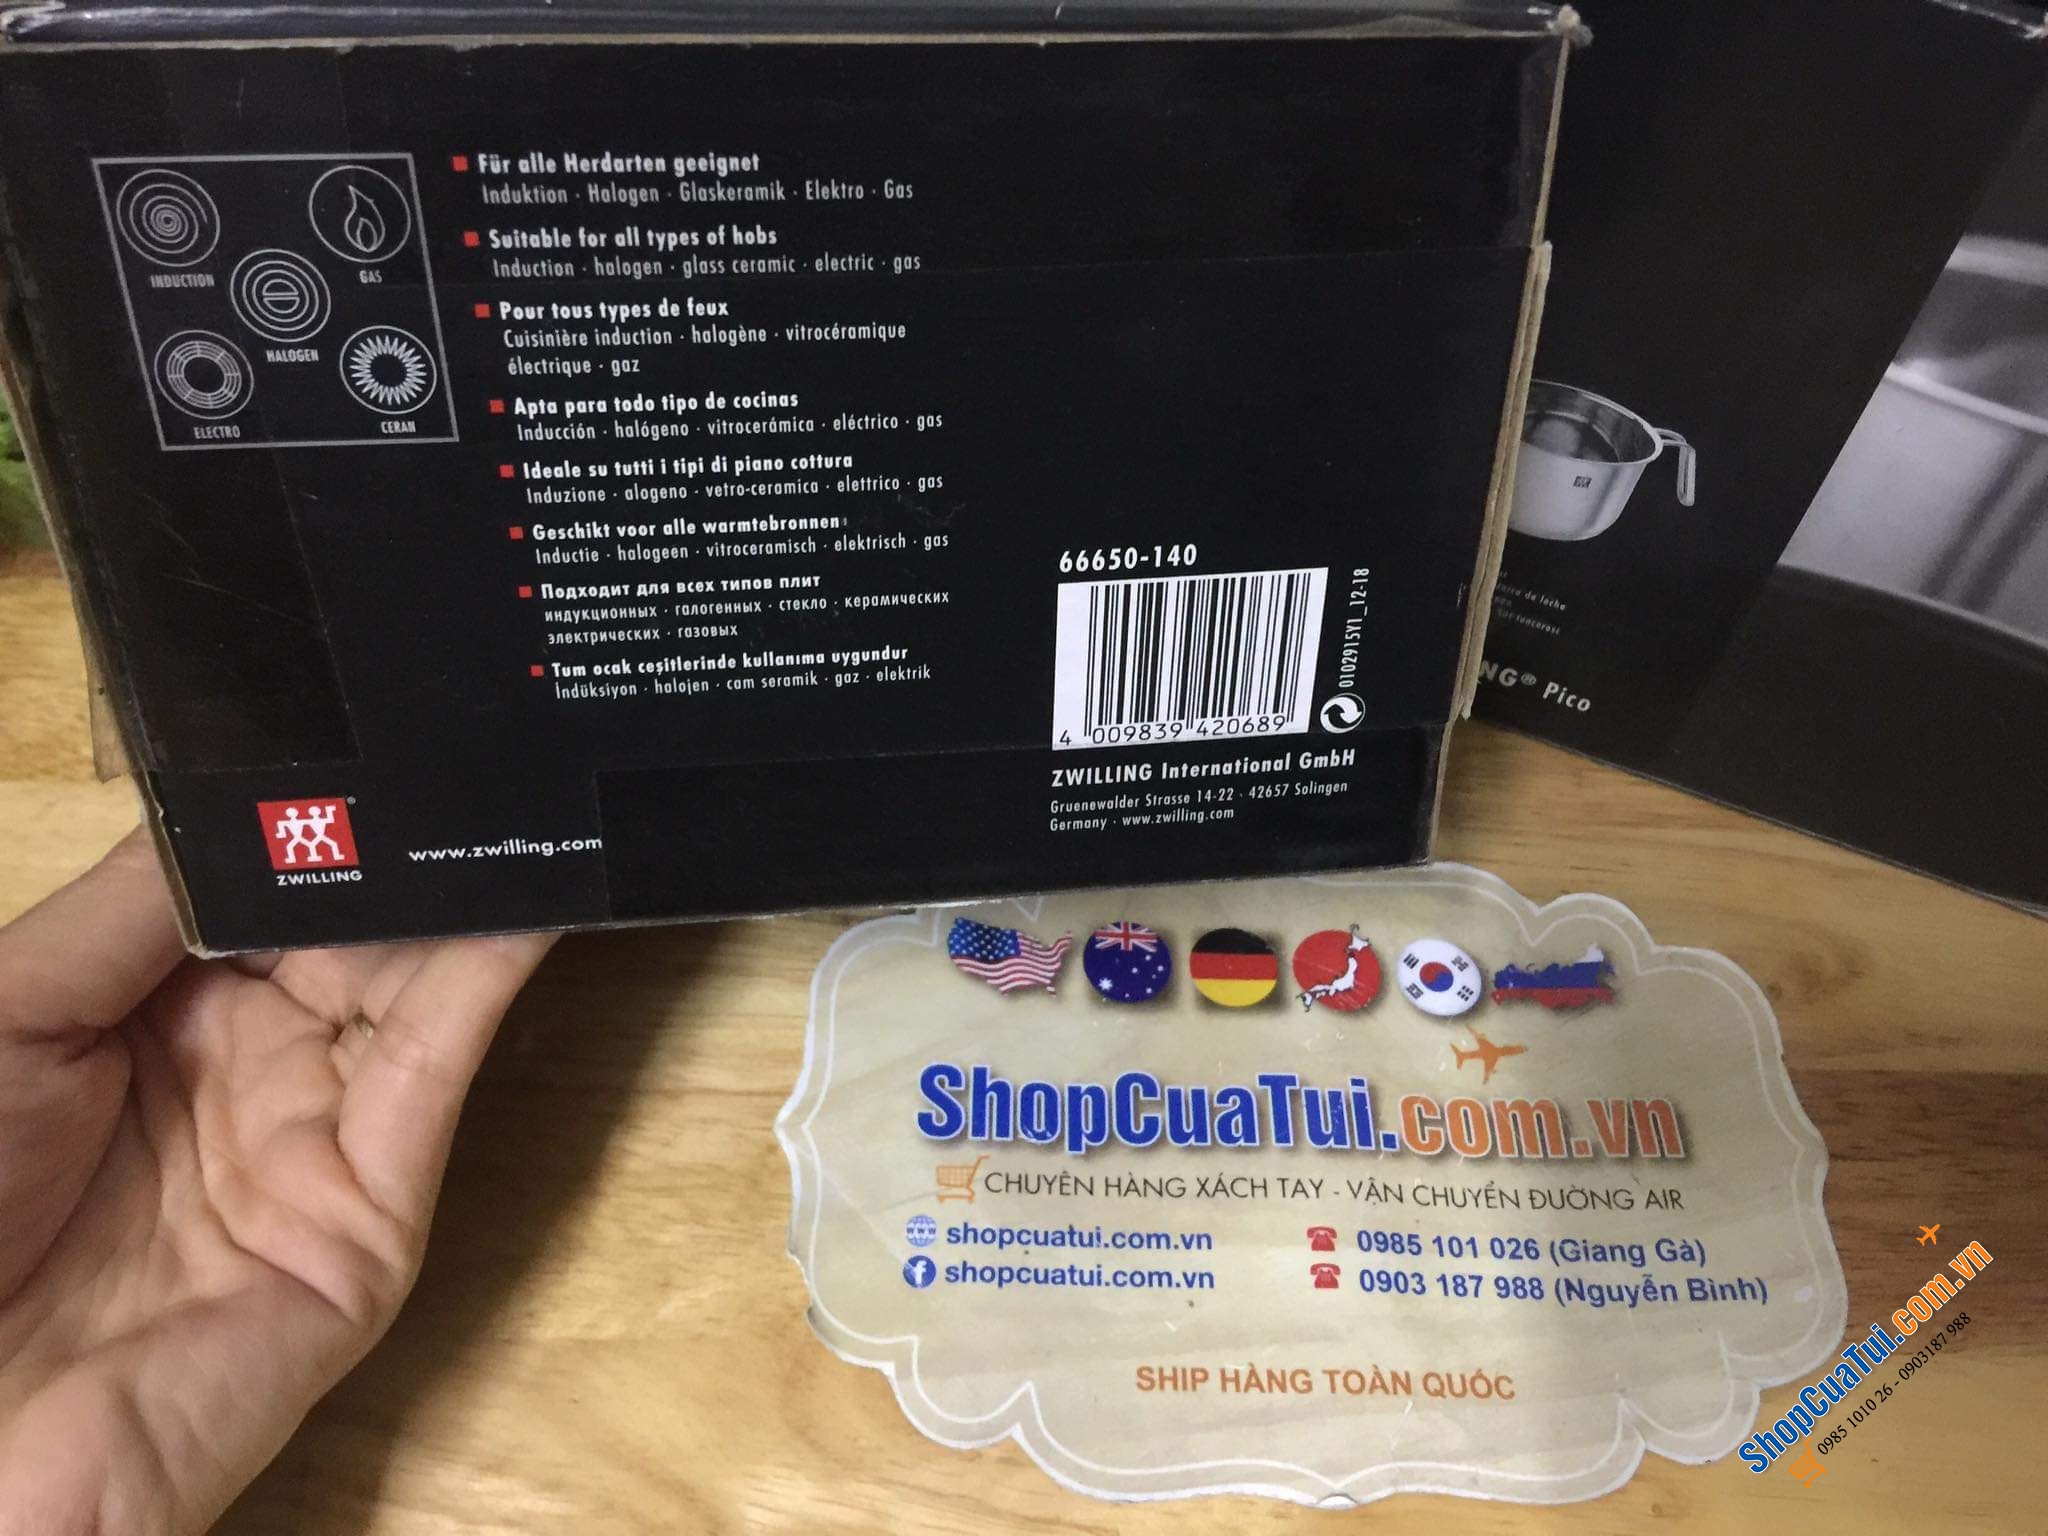 INDUCTION
GAS
HALOGEN
ELECTRO
CERAN
Für alle Herdarten geeignet
Induktion · Halogen · Glaskeramik · Elektro · Gas
Suitable for all types of hobs
Induction · halogen · glass ceramic · electric · gas
Pour tous types de feux
Cuisinière induction · halogène · vitrocéramique
électrique · gaz
Apta para todo tipo de cocinas
Inducción · halógeno · vitrocerámica · eléctrico · gas
Ideale su tutti i tipi di piano cottura
Induzione · alogeno · vetro-ceramica · elettrico · gas
Geschikt voor alle warmtebronnen
Inductie · halogeen · vitroceramisch · elektrisch · gas
Подходит для всех типов плит
индукционных · галогенных · стекло · керамических
электрических · газовых
Tum ocak ceşitlerinde kullanıma uygundur
İndüksiyon · halojen · cam seramik · gaz · elektrik
66650-140
4 009839 420689
0102915Y1_12-18
ZWILLING International GmbH
Gruenewalder Strasse 14-22 · 42657 Solingen
Germany · www.zwilling.com
ZWILLING
www.zwilling.com
de leche
NG® Pico
ShopCuaTui.com.vn
CHUYÊN HÀNG XÁCH TAY - VẬN CHUYỂN ĐƯỜNG AIR
shopcuatui.com.vn
0985 101 026 (Giang Gà)
shopcuatui.com.vn
0903 187 988 (Nguyễn Bình)
SHIP HÀNG TOÀN QUỐC
ShopCuaTui.com.vn
0985 1010 26 - 0903187 988